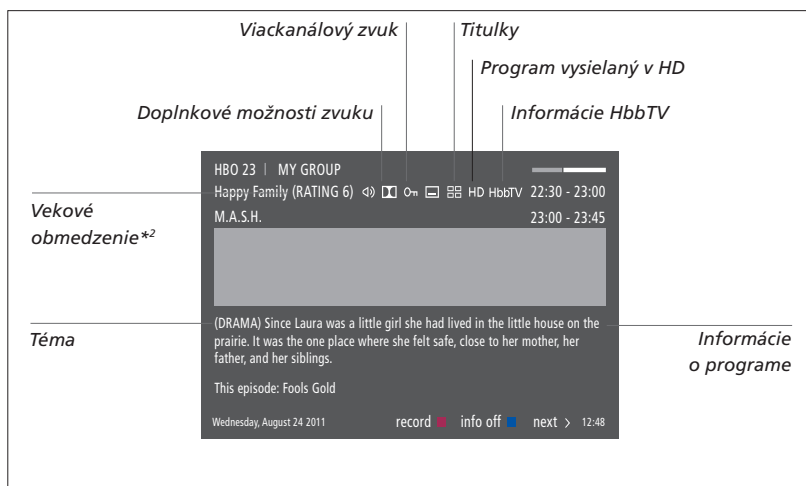 Viackanálový zvuk
Titulky
Program vysielaný v HD
Doplnkové možnosti zvuku
Informácie HbbTV
HBO 23 | MY GROUP
Happy Family (RATING 6) HD HbbTV 22:30 - 23:00
M.A.S.H. 23:00 - 23:45
Vekové
obmedzenie*2
(DRAMA) Since Laura was a little girl she had lived in the little house on the
prairie. It was the one place where she felt safe, close to her mother, her
father, and her siblings.
This episode: Fools Gold
Téma
Informácie
o programe
Wednesday, August 24 2011 record info off next > 12:48